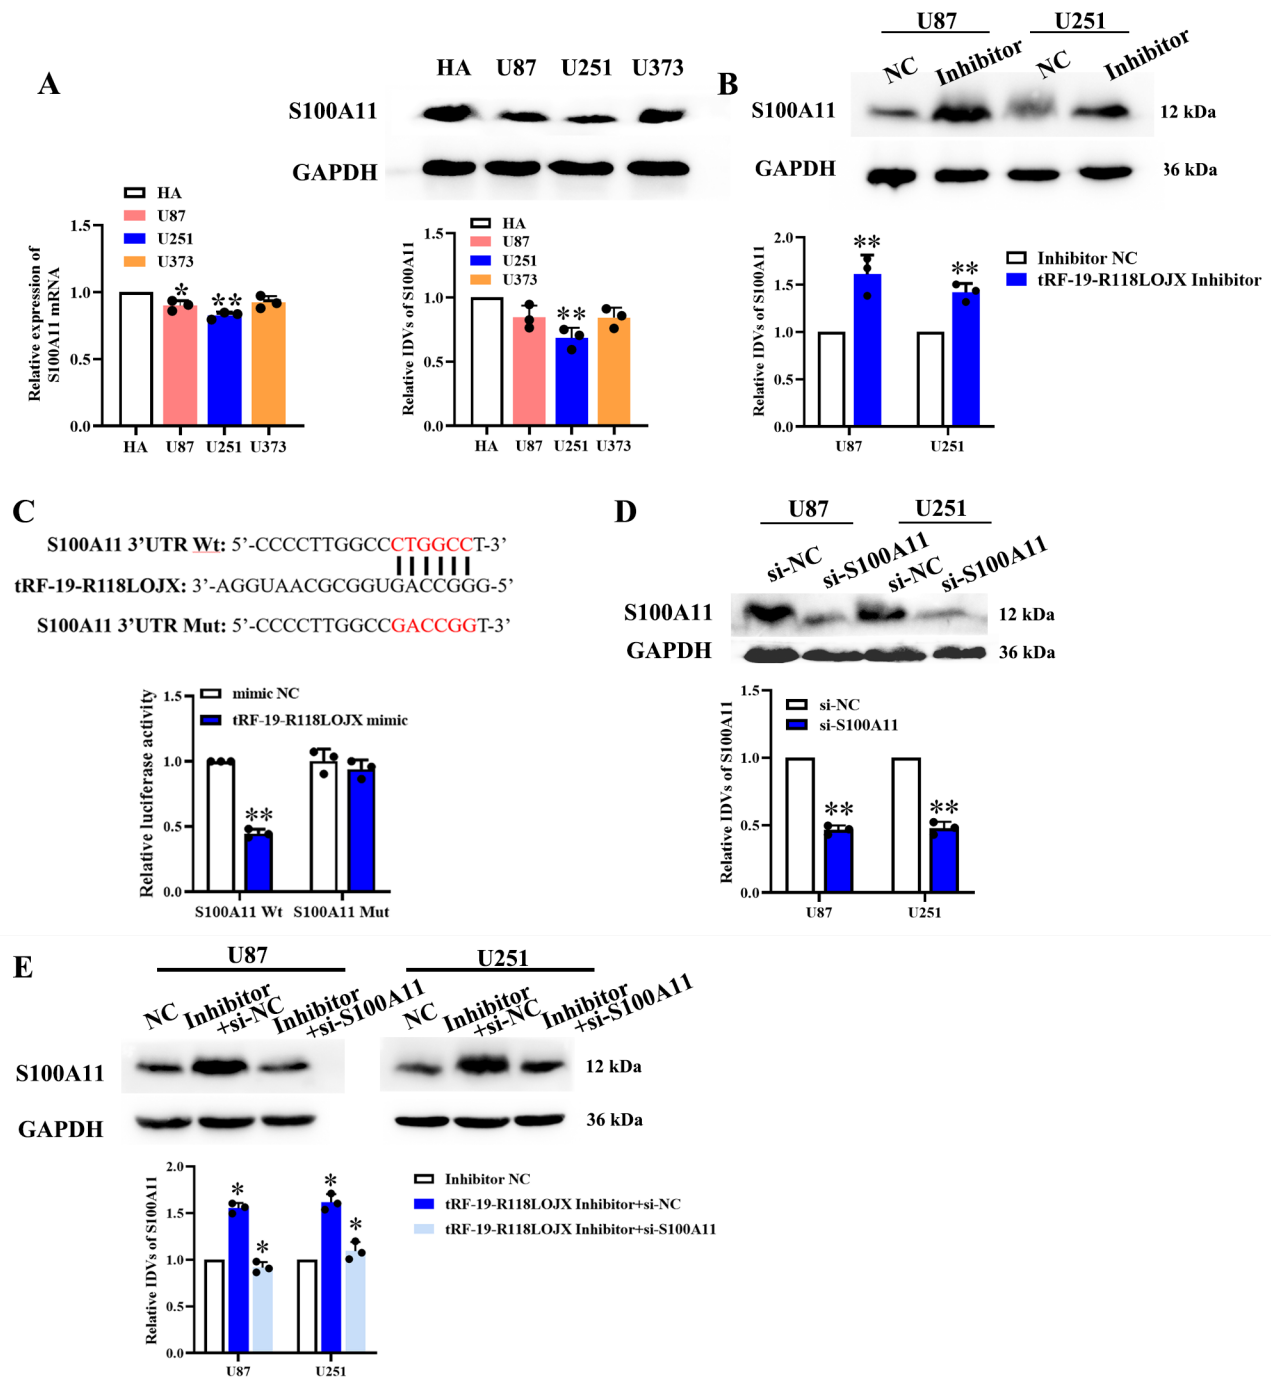 A
HA U87 U251 U373
S100A11
GAPDH
HA
U87
U251
U373
Relative expression of
S100A11 mRNA
1.5
1.0
0.5
0.0
*
**
HA U87 U251 U373
HA
U87
U251
U373
Relative IDVs of S100A11
1.5
1.0
0.5
0.0
**
HA U87 U251 U373
B
U87 U251
NC Inhibitor NC Inhibitor
S100A11 12 kDa
GAPDH 36 kDa
Relative IDVs of S100A11
2.0
1.5
1.0
0.5
0.0
**
**
U87 U251
Inhibitor NC
tRF-19-R118LOJX Inhibitor
C
S100A11 3’UTR Wt: 5’-CCCCTTGGCCCTGGCCT-3’
tRF-19-R118LOJX: 3’-AGGUAACGCGGUGACCGGG-5’
S100A11 3’UTR Mut: 5’-CCCCTTGGCCGACCGGT-3’
mimic NC
tRF-19-R118LOJX mimic
Relative luciferase activity
1.5
1.0
0.5
0.0
**
S100A11 Wt S100A11 Mut
D
U87 U251
si-NC si-S100A11 si-NC si-S100A11
S100A11 12 kDa
GAPDH 36 kDa
si-NC
si-S100A11
Relative IDVs of S100A11
1.5
1.0
0.5
0.0
**
**
U87 U251
E
U87 U251
NC Inhibitor +si-NC Inhibitor +si-S100A11 NC Inhibitor +si-NC Inhibitor +si-S100A11
S100A11 12 kDa
GAPDH 36 kDa
Relative IDVs of S100A11
2.0
1.5
1.0
0.5
0.0
*
*
*
*
U87 U251
Inhibitor NC
tRF-19-R118LOJX Inhibitor+si-NC
tRF-19-R118LOJX Inhibitor+si-S100A11